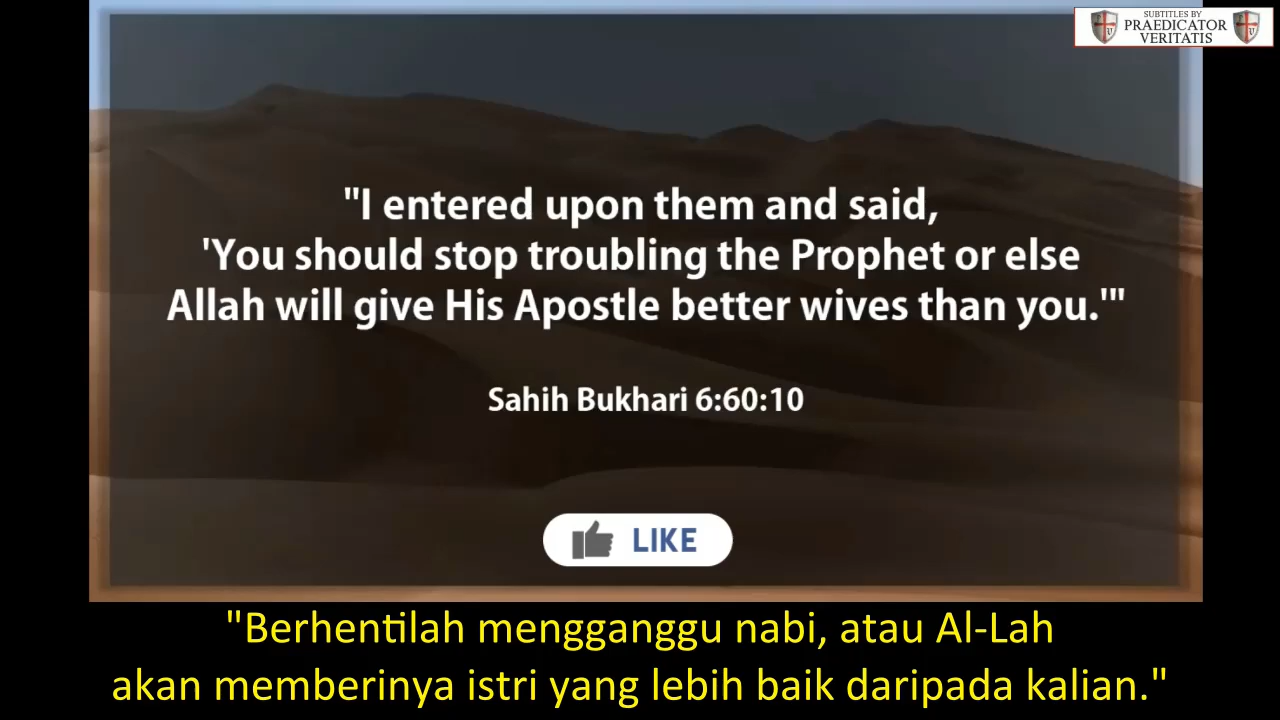 SUBTITLES BY
PRAEDICATOR
VERITATIS
"I entered upon them and said,
'You should stop troubling the Prophet or else
Allah will give His Apostle better wives than you.'"
Sahih Bukhari 6:60:10
LIKE
"Berhentilah mengganggu nabi, atau Al-Lah
akan memberinya istri yang lebih baik daripada kalian."